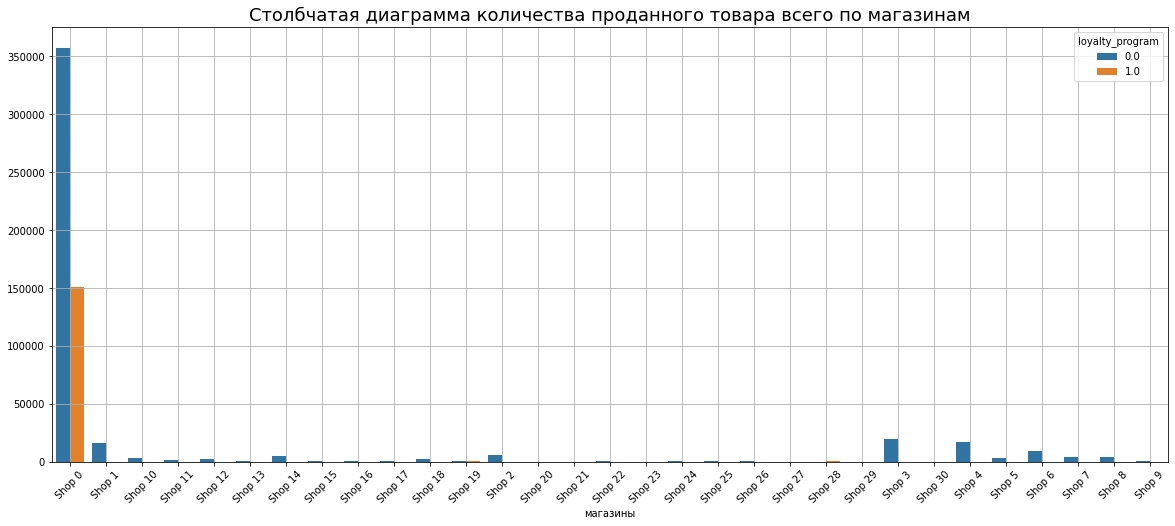 Столбчатая диаграмма количества проданного товара всего по магазинам
loyalty_program
0.0
1.0
350000
300000
250000
200000
150000
100000
50000
0
Shop 0 Shop 1 Shop 10 Shop 11 Shop 12 Shop 13 Shop 14 Shop 15 Shop 16 Shop 17 Shop 18 Shop 19 Shop 2 Shop 20 Shop 21 Shop 22 Shop 23 Shop 24 Shop 25 Shop 26 Shop 27 Shop 28 Shop 29 Shop 3 Shop 30 Shop 4 Shop 5 Shop 6 Shop 7 Shop 8 Shop 9
магазины